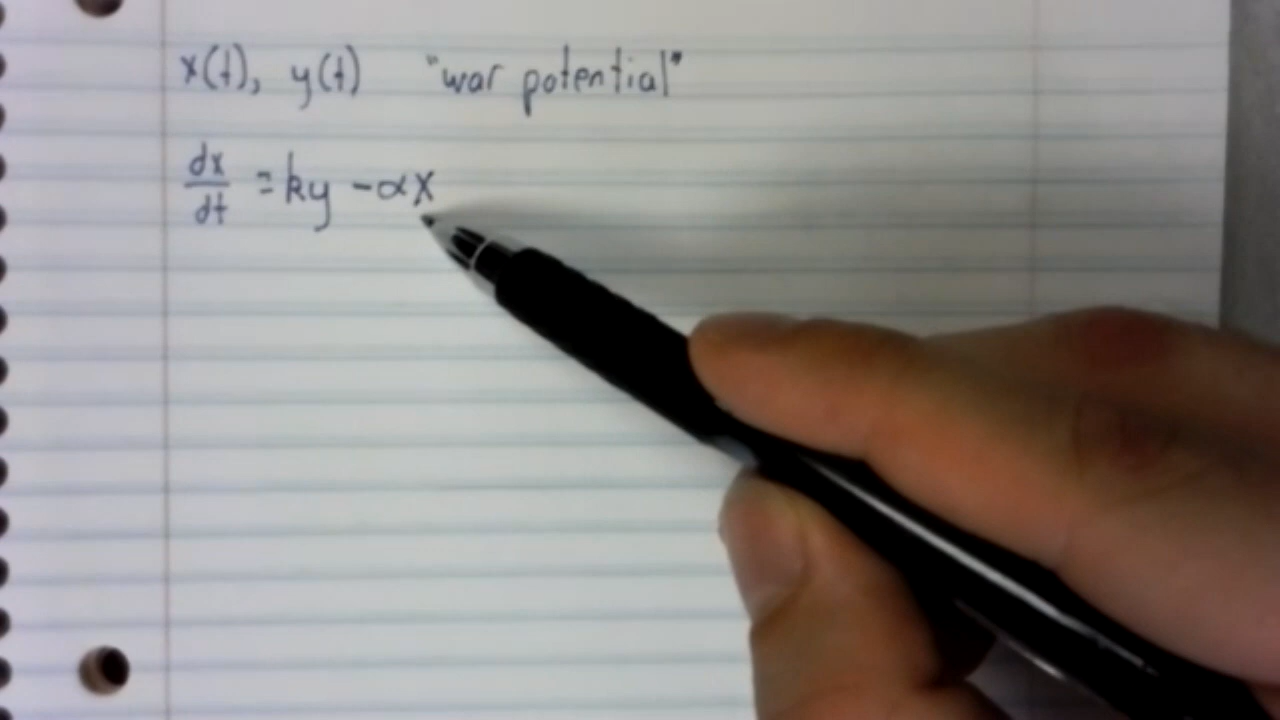 x(t), y(t) "war potential"
dx/dt = ky - αx